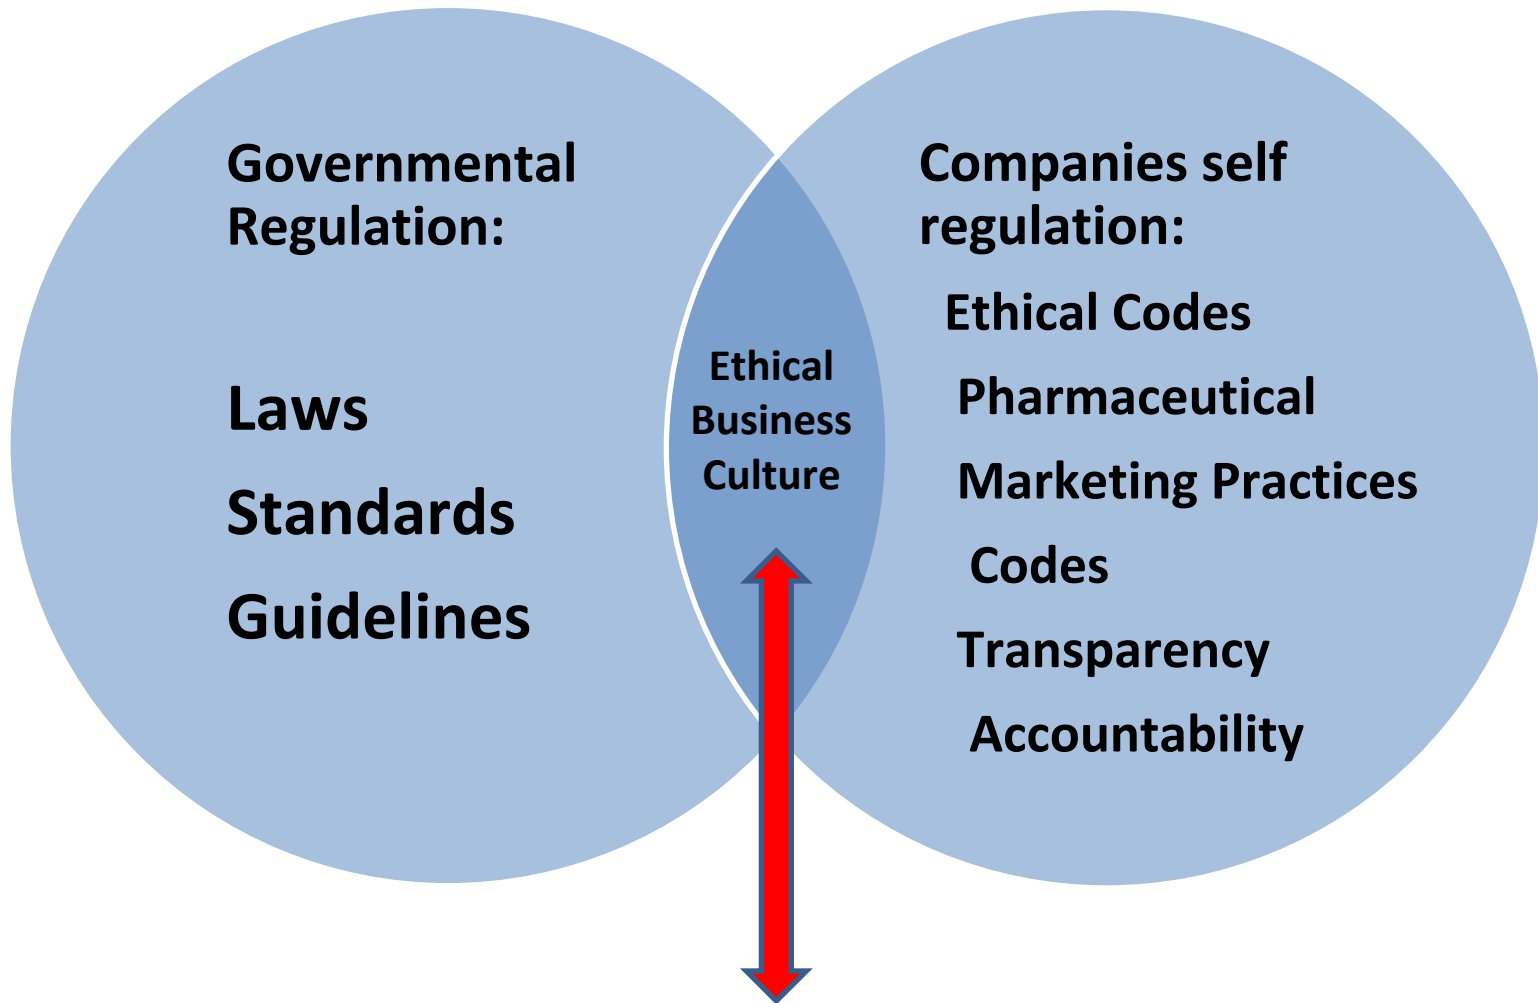 Governmental
Regulation:
Laws
Standards
Guidelines
Ethical
Business
Culture
Companies self
regulation:
Ethical Codes
Pharmaceutical
Marketing Practices
Codes
Transparency
Accountability